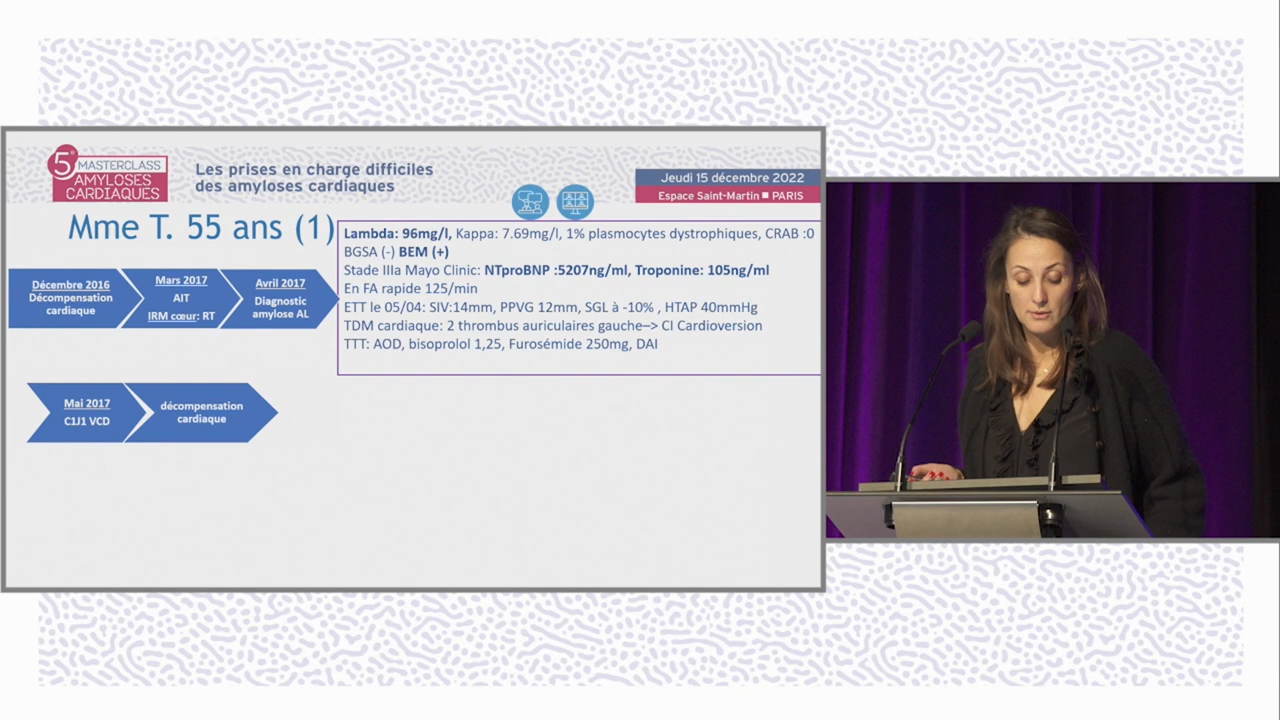 5e MASTERCLASS
AMYLOSES
CARDIAQUES
Les prises en charge difficiles
des amyloses cardiaques
Jeudi 15 décembre 2022
Espace Saint-Martin ■ PARIS
Mme T. 55 ans (1)
Lambda: 96mg/l, Kappa: 7.69mg/l, 1% plasmocytes dystrophiques, CRAB :0
BGSA (-) BEM (+)
Stade IIIa Mayo Clinic: NTproBNP :5207ng/ml, Troponine: 105ng/ml
En FA rapide 125/min
ETT le 05/04: SIV:14mm, PPVG 12mm, SGL à -10% , HTAP 40mmHg
TDM cardiaque: 2 thrombus auriculaires gauche–> CI Cardioversion
TTT: AOD, bisoprolol 1,25, Furosémide 250mg, DAI
Décembre 2016
Décompensation
cardiaque
Mars 2017
AIT
IRM cœur: RT
Avril 2017
Diagnostic
amylose AL
Mai 2017
C1J1 VCD
décompensation
cardiaque